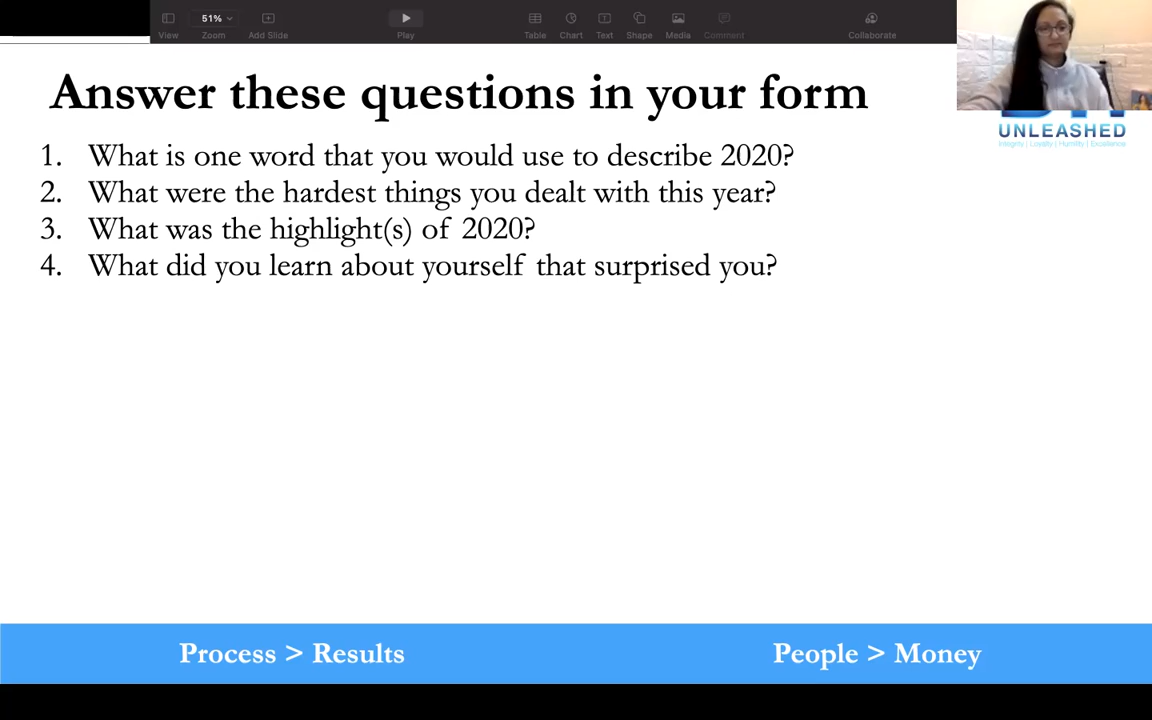 51%
View
Zoom
Add Slide
Play
Table
Chart
Text
Shape
Media
Comment
Collaborate
Answer these questions in your form
UNLEASHED
Integrity | Loyalty | Humility | Excellence
1. What is one word that you would use to describe 2020?
2. What were the hardest things you dealt with this year?
3. What was the highlight(s) of 2020?
4. What did you learn about yourself that surprised you?
Process > Results
People > Money